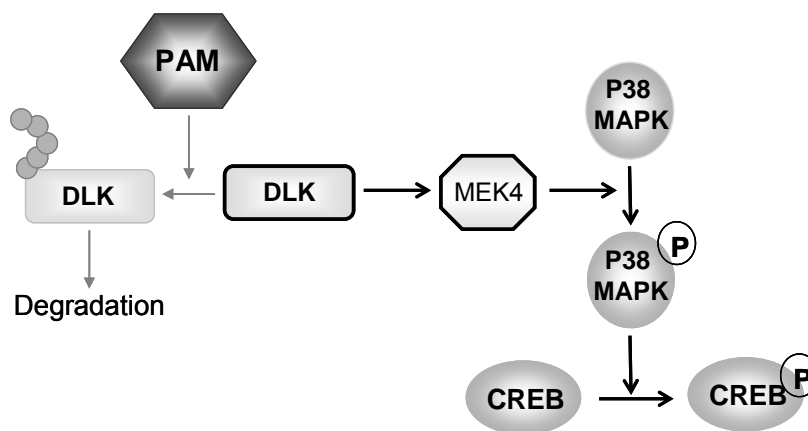 PAM
P38
MAPK
DLK
DLK
MEK4
P38
MAPK
P
Degradation
CREB
CREB
P